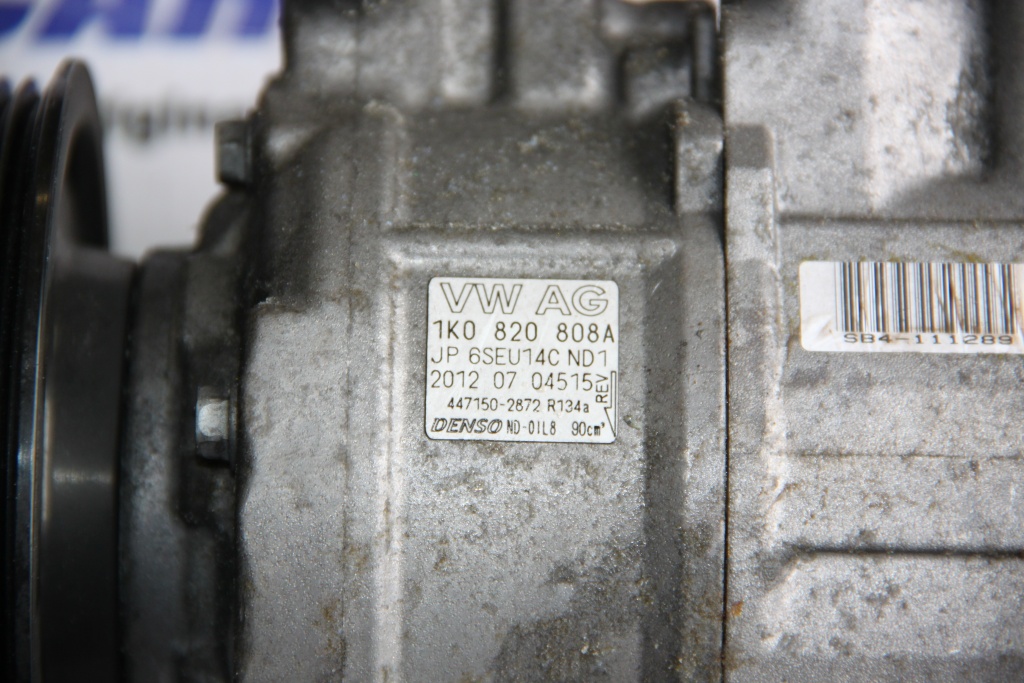 VW AG
1K0 820 808A
JP 6SEU14C ND1
2012 07 04515
REV
447150-2872 R134a
DENSO ND-OIL8 90cm³
SB4-111289